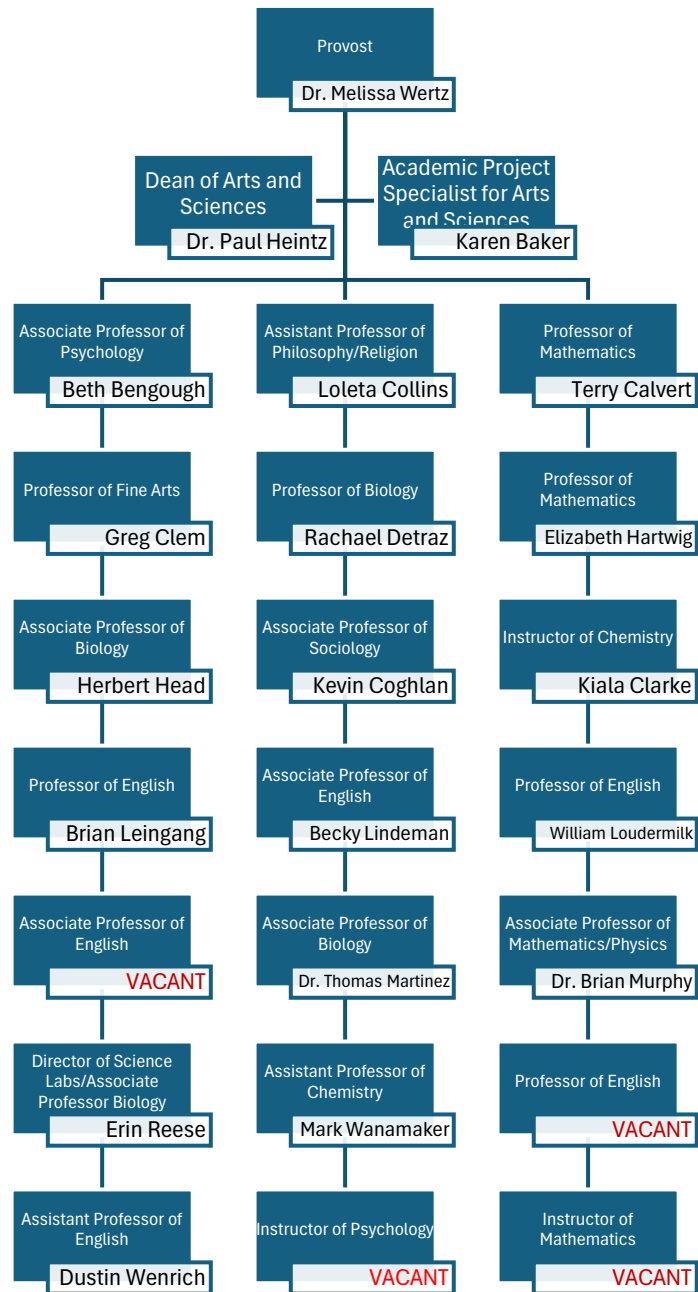 Provost
Dr. Melissa Wertz
Dean of Arts and
Sciences
Dr. Paul Heintz
Academic Project
Specialist for Arts
and Sciences
Karen Baker
Associate Professor of
Psychology
Beth Bengough
Assistant Professor of
Philosophy/Religion
Loleta Collins
Professor of
Mathematics
Terry Calvert
Professor of Fine Arts
Greg Clem
Professor of Biology
Rachael Detraz
Professor of
Mathematics
Elizabeth Hartwig
Associate Professor of
Biology
Herbert Head
Associate Professor of
Sociology
Kevin Coghlan
Instructor of Chemistry
Kiala Clarke
Professor of English
Brian Leingang
Associate Professor of
English
Becky Lindeman
Professor of English
William Loudermilk
Associate Professor of
English
VACANT
Associate Professor of
Biology
Dr. Thomas Martinez
Associate Professor of
Mathematics/Physics
Dr. Brian Murphy
Director of Science
Labs/Associate
Professor Biology
Erin Reese
Assistant Professor of
Chemistry
Mark Wanamaker
Professor of English
VACANT
Assistant Professor of
English
Dustin Wenrich
Instructor of Psychology
VACANT
Instructor of
Mathematics
VACANT